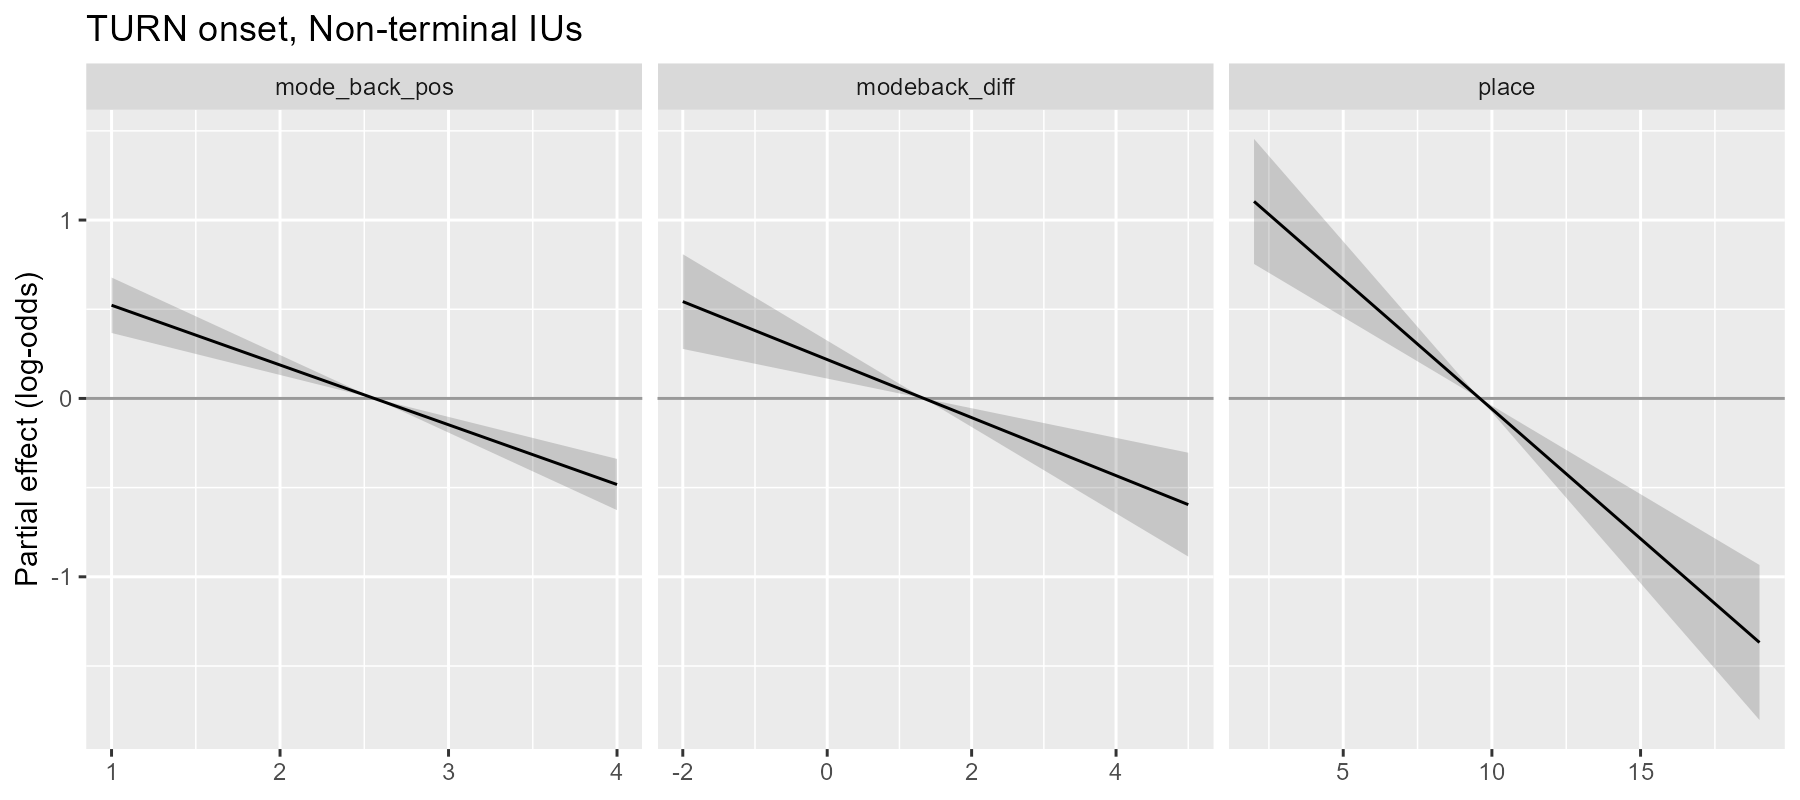 TURN onset, Non-terminal IUs
mode_back_pos
modeback_diff
place
Partial effect (log-odds)
1
0
-1
1 2 3 4
-2 0 2 4
5 10 15